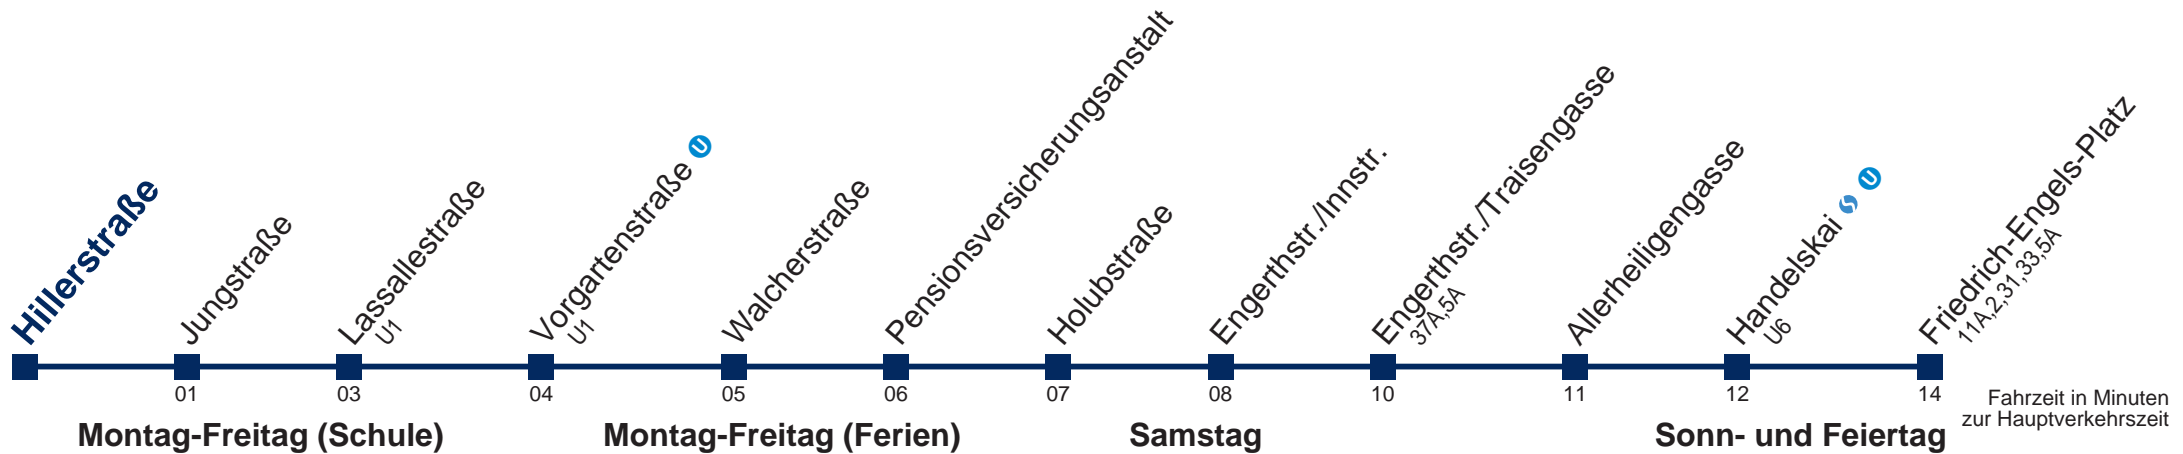 Hillerstraße
Jungstraße
Lassallestraße
U1
Vorgartenstraße U
U1
Walcherstraße
Pensionsversicherungsanstalt
Holubstraße
Engerthstr./Innstr.
Engerthstr./Traisengasse
37A,5A
Allerheiligengasse
Handelskai S U
U6
Friedrich-Engels-Platz
11A,2,31,33,5A
01 03 04 05 06 07 08 10 11 12 14
Fahrzeit in Minuten
zur Hauptverkehrszeit
Montag-Freitag (Schule) Montag-Freitag (Ferien) Samstag Sonn- und Feiertag